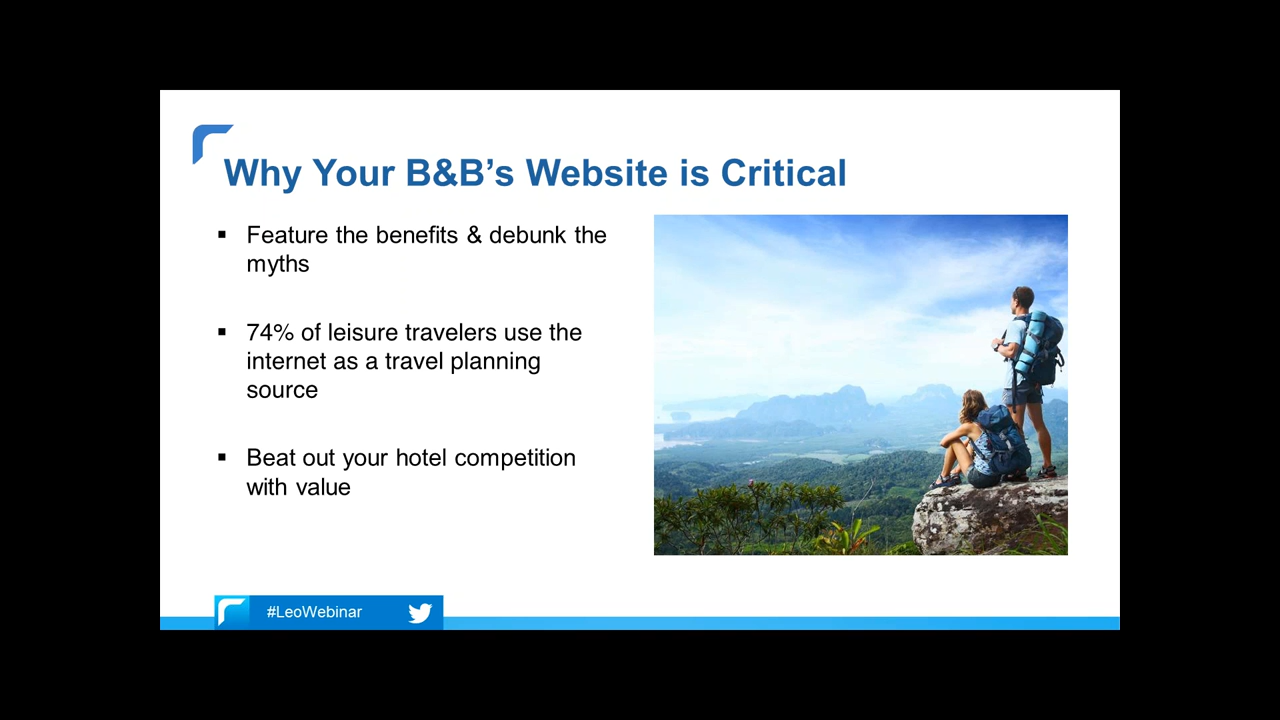 Why Your B&B’s Website is Critical
▪ Feature the benefits & debunk the
myths
▪ 74% of leisure travelers use the
internet as a travel planning
source
▪ Beat out your hotel competition
with value
#LeoWebinar